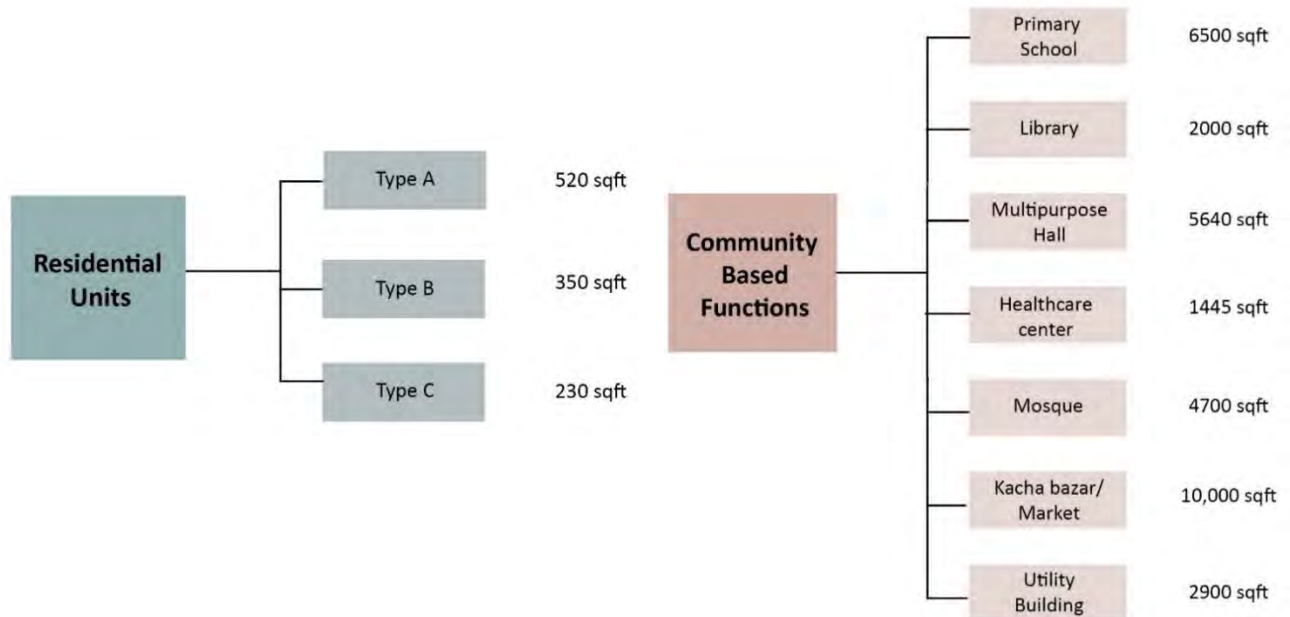 Residential
Units
Type A
520 sqft
Type B
350 sqft
Type C
230 sqft
Community
Based
Functions
Primary
School
6500 sqft
Library
2000 sqft
Multipurpose
Hall
5640 sqft
Healthcare
center
1445 sqft
Mosque
4700 sqft
Kacha bazar/
Market
10,000 sqft
Utility
Building
2900 sqft